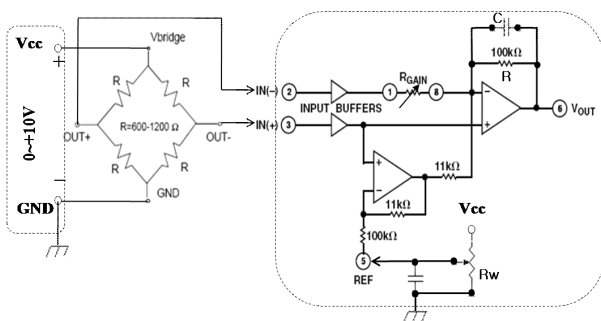 Vcc
+
0~+10V
−
GND
Vbridge
R
R
OUT+
R=600-1200 Ω
OUT-
R
R
GND
IN(-)
2
INPUT BUFFERS
1
RGAIN
8
C
100kΩ
R
−
+
6
VOUT
IN(+)
3
+
−
11kΩ
11kΩ
100kΩ
5
REF
Vcc
Rw